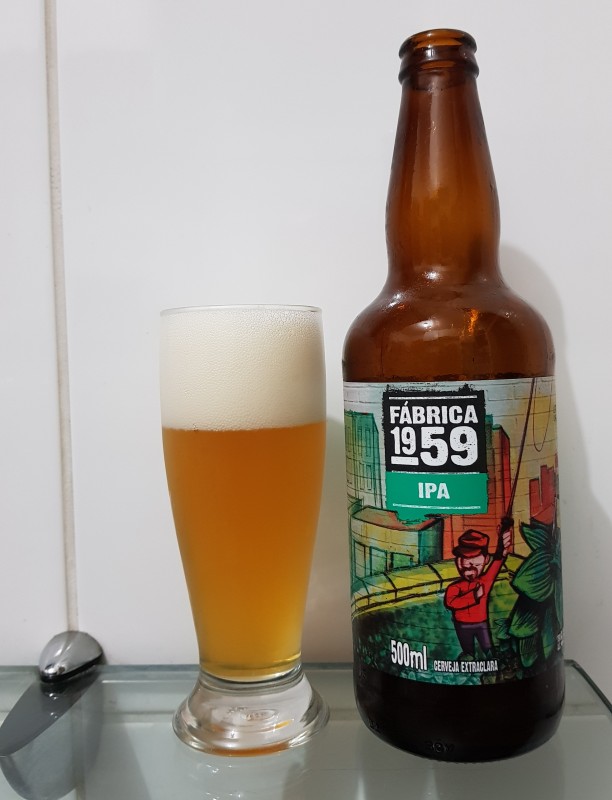 FÁBRICA
1959
IPA
500ml CERVEJA EXTRACLARA